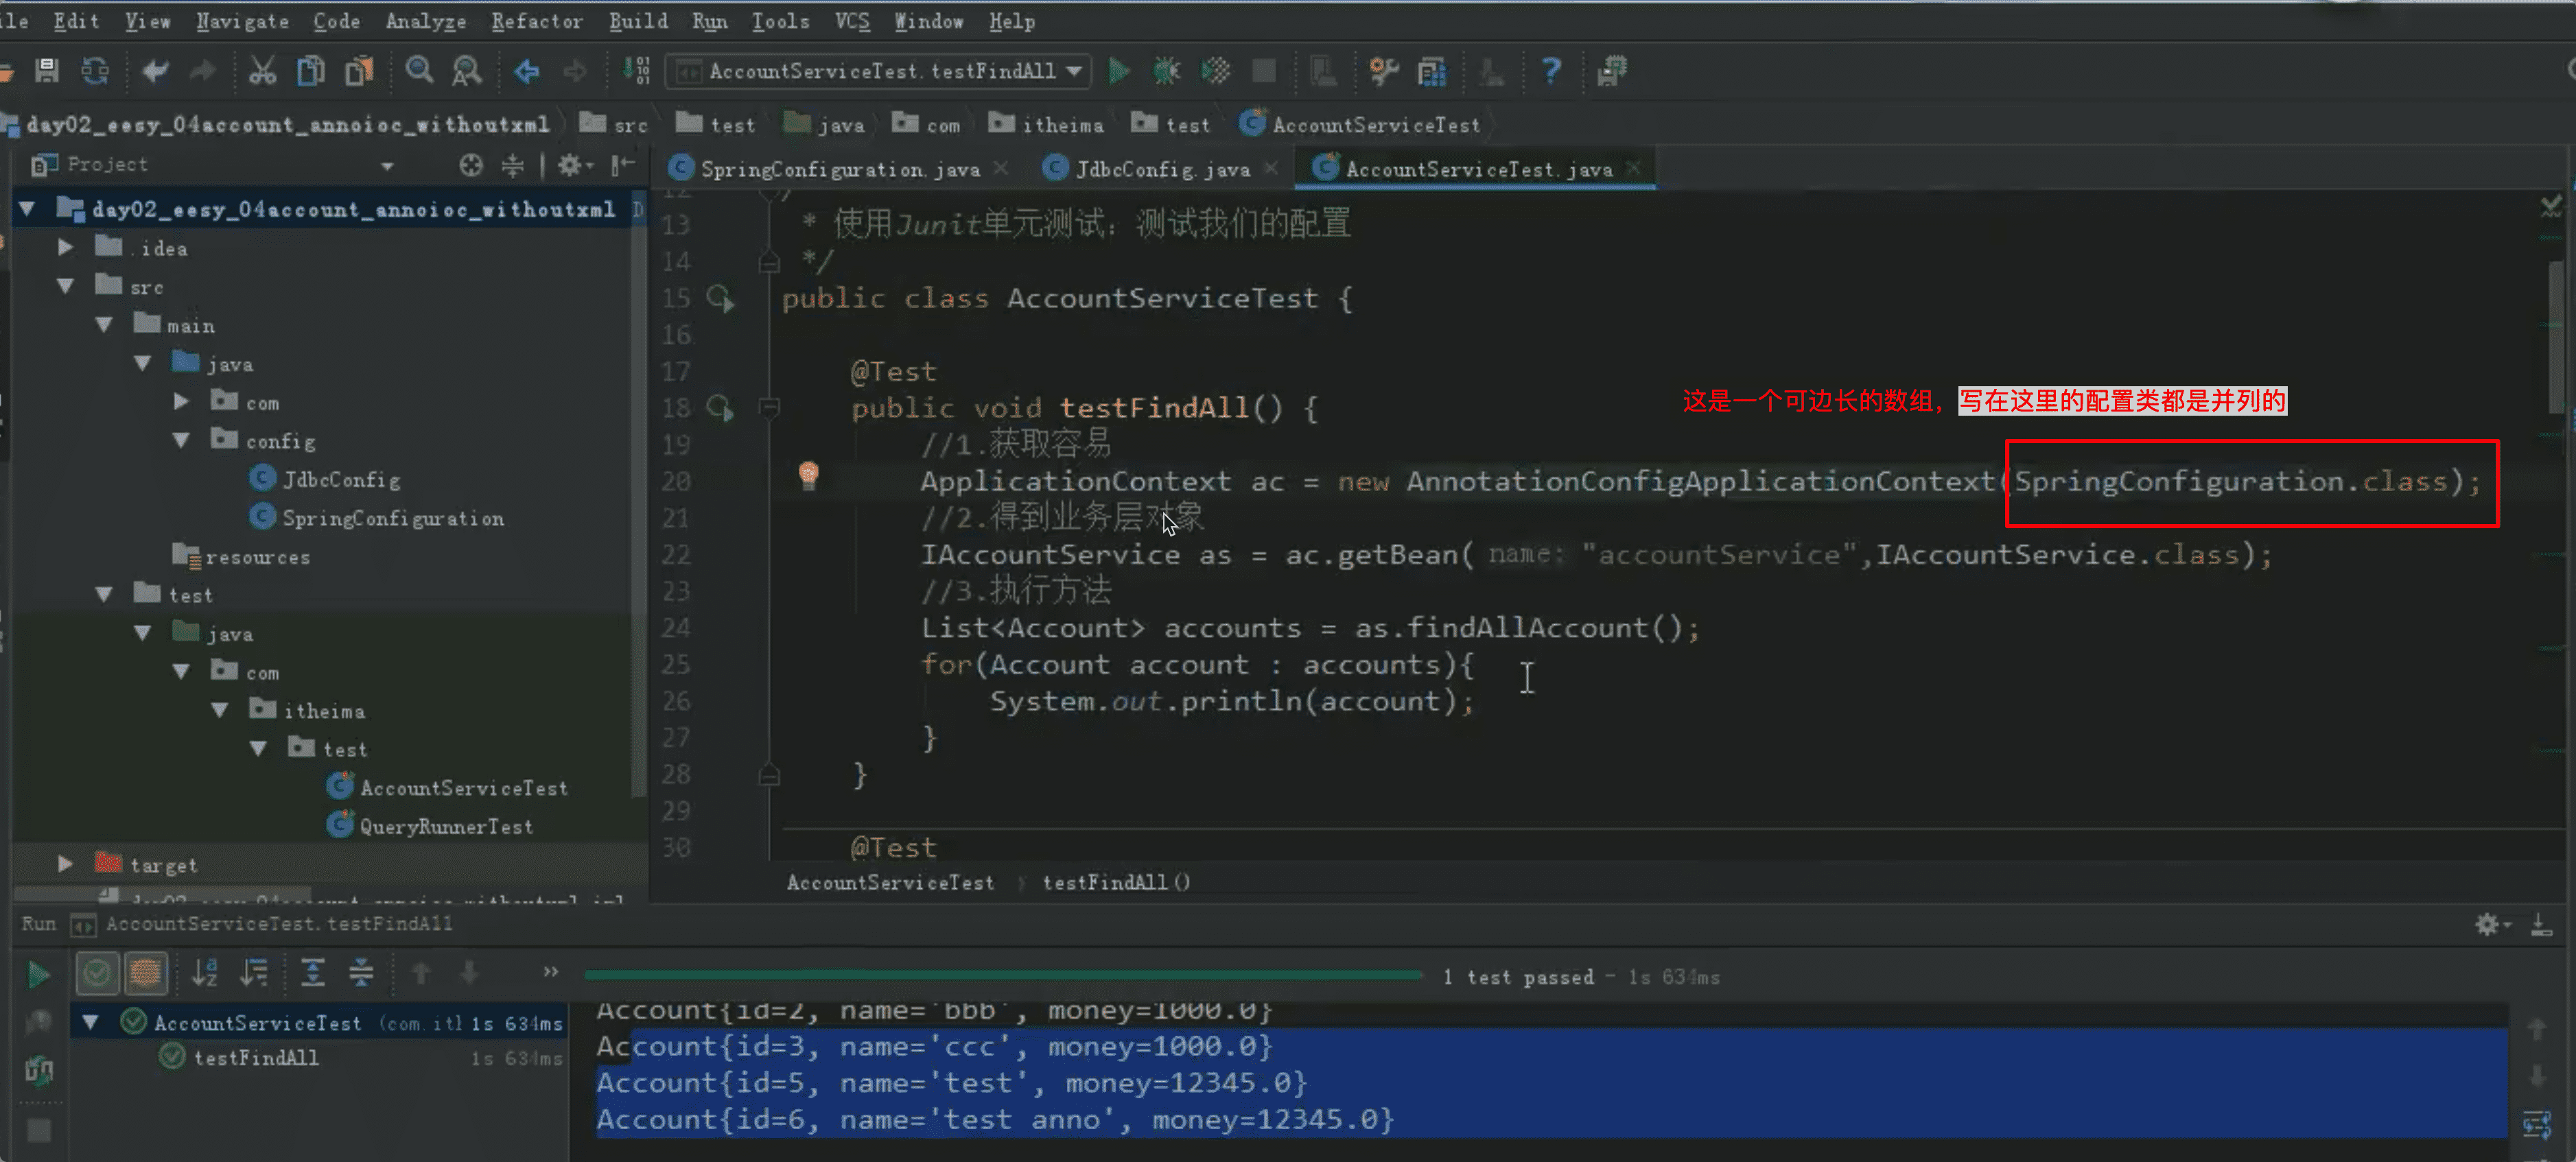 ile Edit View Navigate Code Analyze Refactor Build Run Tools VCS Window Help
AccountServiceTest.testFindAll
day02_eesy_04account_annoioc_withoutxml src test java com itheima test AccountServiceTest
Project
SpringConfiguration.java JdbcConfig.java AccountServiceTest.java
day02_eesy_04account_annoioc_withoutxml
.idea
src
main
java
com
config
JdbcConfig
SpringConfiguration
resources
test
java
com
itheima
test
AccountServiceTest
QueryRunnerTest
target
12
13 * 使用Junit单元测试：测试我们的配置
14 */
15 public class AccountServiceTest {
16
17 @Test
这是一个可边长的数组，写在这里的配置类都是并列的
18 public void testFindAll() {
19 //1.获取容易
20 ApplicationContext ac = new AnnotationConfigApplicationContext(SpringConfiguration.class);
21 //2.得到业务层对象
22 IAccountService as = ac.getBean( name: "accountService",IAccountService.class);
23 //3.执行方法
24 List<Account> accounts = as.findAllAccount();
25 for(Account account : accounts){
26 System.out.println(account);
27 }
28 }
29
30 @Test
AccountServiceTest testFindAll()
Run AccountServiceTest.testFindAll
1 test passed - 1s 634ms
AccountServiceTest (com.itl 1s 634ms
testFindAll 1s 634ms
Account{id=2, name='bbb', money=1000.0}
Account{id=3, name='ccc', money=1000.0}
Account{id=5, name='test', money=12345.0}
Account{id=6, name='test anno', money=12345.0}